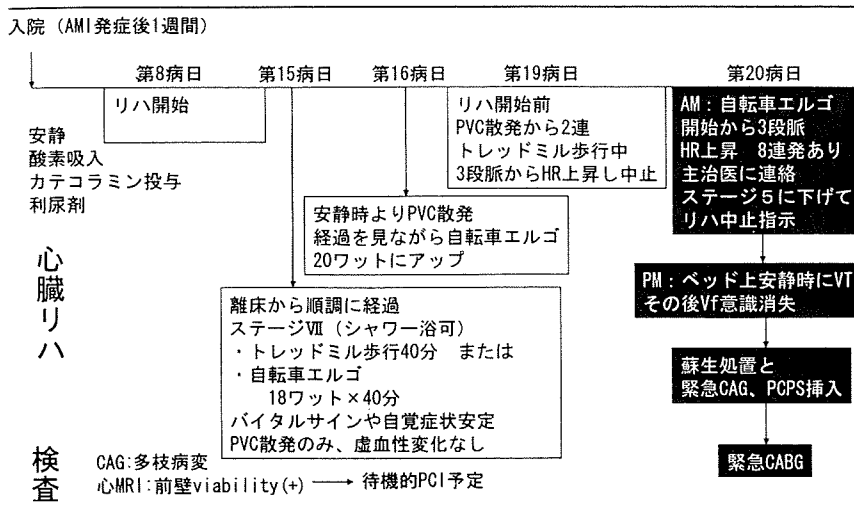 入院（AMI発症後1週間）
第8病日
第15病日
第16病日
第19病日
第20病日
リハ開始
安静
酸素吸入
カテコラミン投与
利尿剤
リハ開始前
PVC散発から2連
トレッドミル歩行中
3段脈からHR上昇し中止
AM：自転車エルゴ
開始から3段脈
HR上昇 8連発あり
主治医に連絡
ステージ５に下げて
リハ中止指示
安静時よりPVC散発
経過を見ながら自転車エルゴ
20ワットにアップ
心臓リハ
離床から順調に経過
ステージⅦ（シャワー浴可）
・トレッドミル歩行40分 または
・自転車エルゴ
18ワット×40分
バイタルサインや自覚症状安定
PVC散発のみ、虚血性変化なし
PM：ベッド上安静時にVT
その後Vf意識消失
蘇生処置と
緊急CAG、PCPS挿入
緊急CABG
検査
CAG:多枝病変
心MRI:前壁viability(+) → 待機的PCI予定